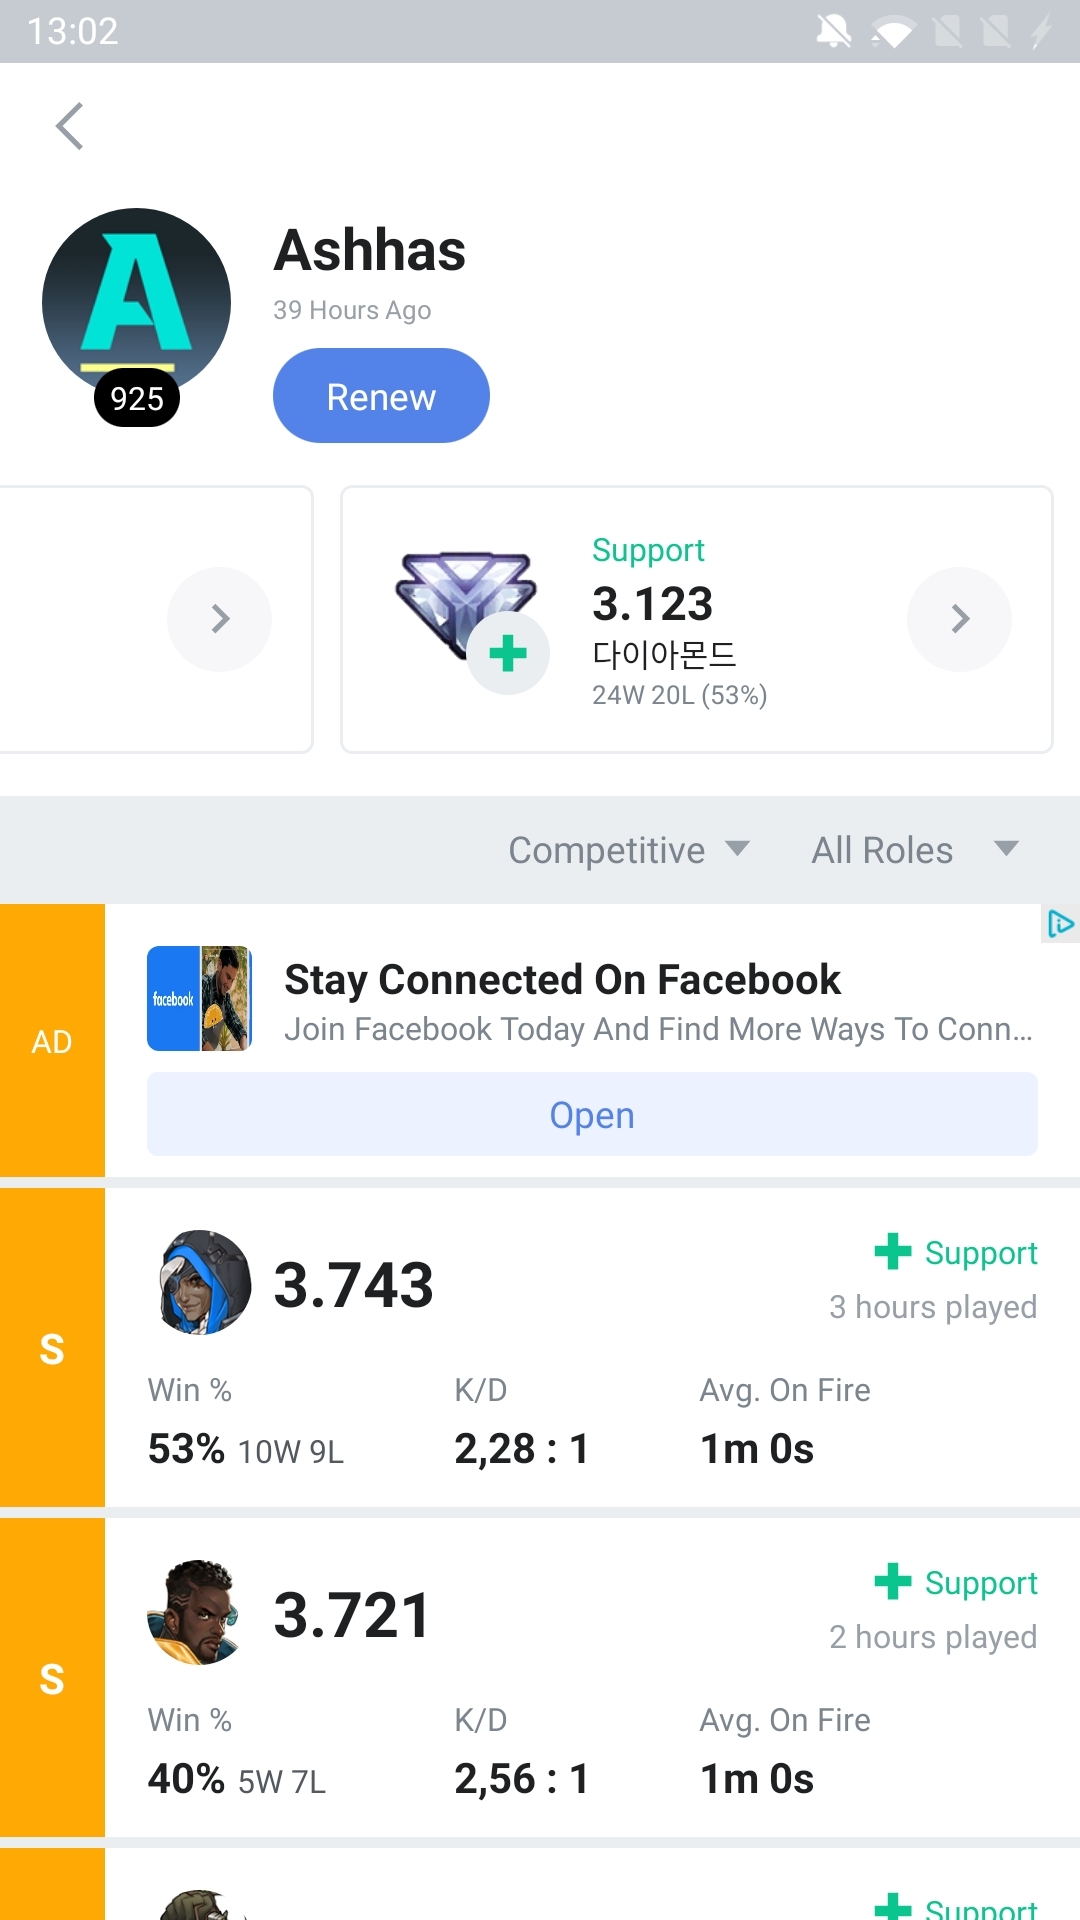 13:02
Ashhas
39 Hours Ago
925
Renew
Support
3.123
다이아몬드
24W 20L (53%)
Competitive
All Roles
AD
facebook
Stay Connected On Facebook
Join Facebook Today And Find More Ways To Conn...
Open
S
3.743
Support
3 hours played
Win %
K/D
Avg. On Fire
53% 10W 9L
2,28 : 1
1m 0s
S
3.721
Support
2 hours played
Win %
K/D
Avg. On Fire
40% 5W 7L
2,56 : 1
1m 0s
Support